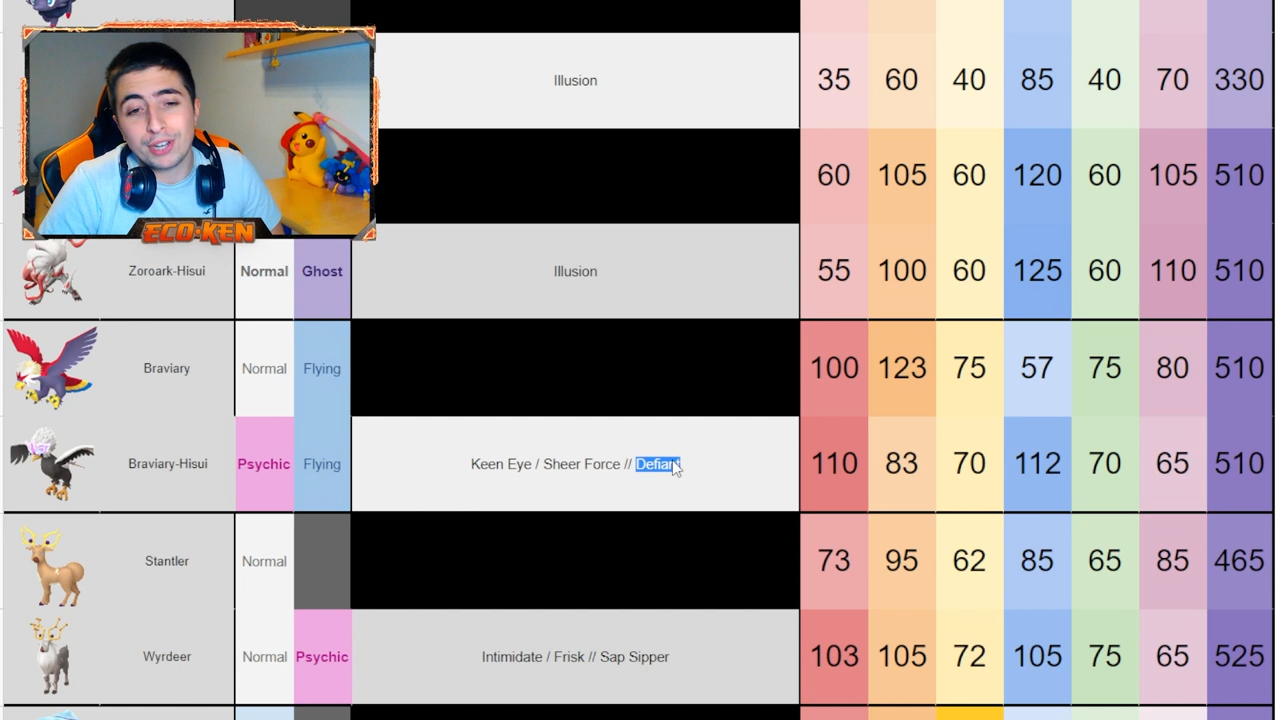 Illusion 35 60 40 85 40 70 330
60 105 60 120 60 105 510
ECO·KEN
Zoroark-Hisui Normal Ghost Illusion 55 100 60 125 60 110 510
Braviary Normal Flying 100 123 75 57 75 80 510
Braviary-Hisui Psychic Flying Keen Eye / Sheer Force // Defiant 110 83 70 112 70 65 510
Stantler Normal 73 95 62 85 65 85 465
Wyrdeer Normal Psychic Intimidate / Frisk // Sap Sipper 103 105 72 105 75 65 525